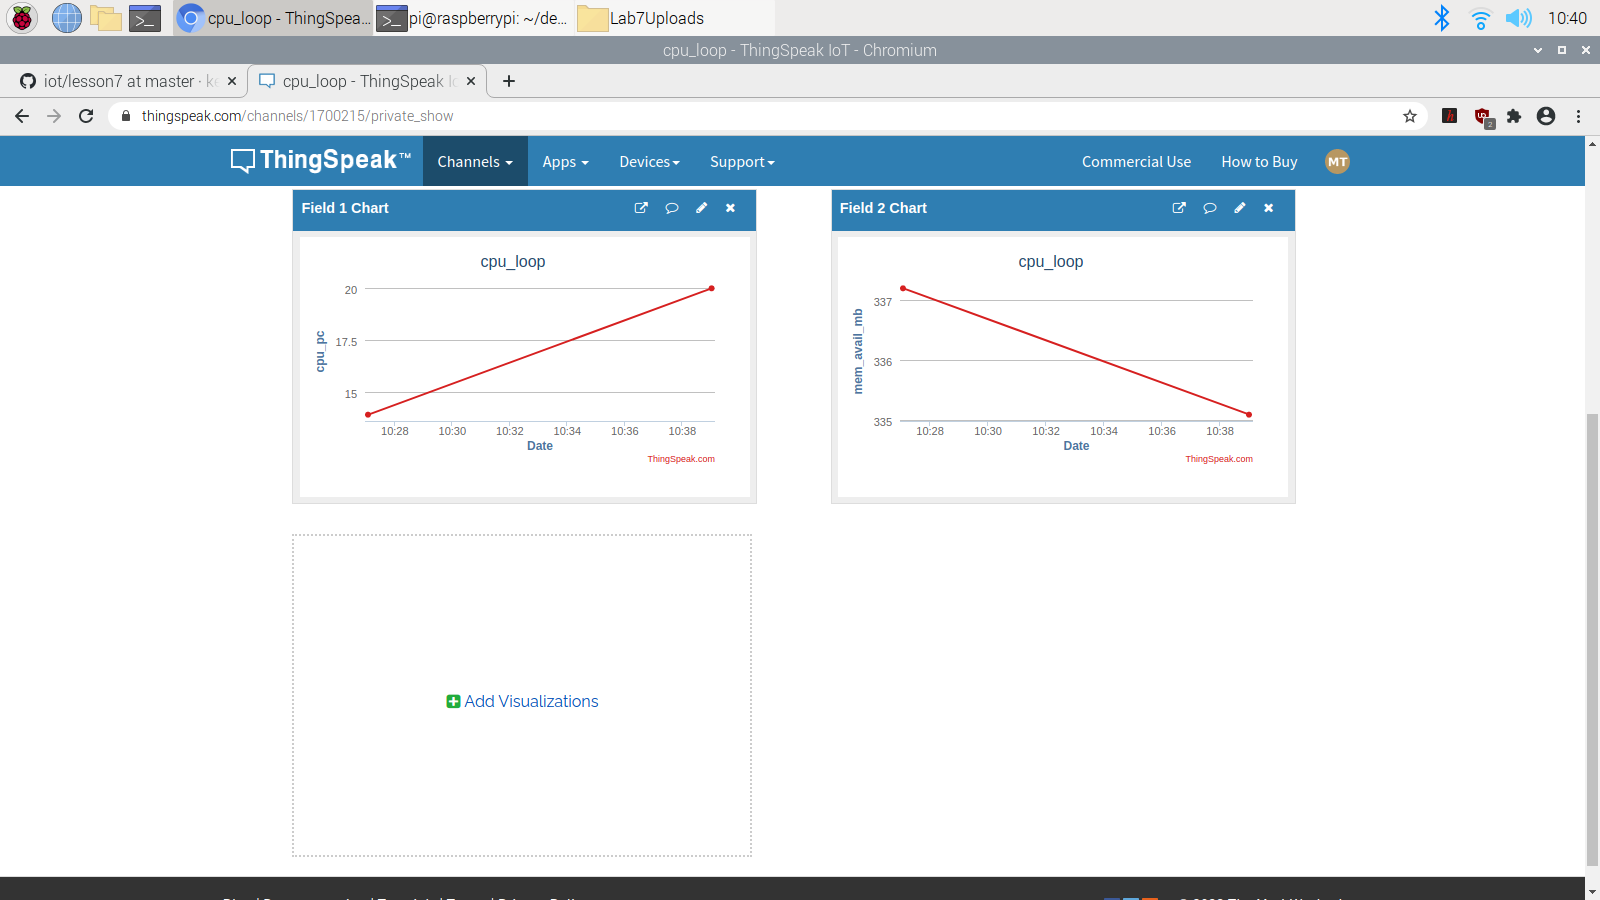 cpu_loop - ThingSpea... pi@raspberrypi: ~/de... Lab7Uploads 10:40
cpu_loop - ThingSpeak IoT - Chromium
iot/lesson7 at master · ke cpu_loop - ThingSpeak Io
thingspeak.com/channels/1700215/private_show
2
ThingSpeak™ Channels Apps Devices Support Commercial Use How to Buy MT
Field 1 Chart
cpu_loop
cpu_pc
20
17.5
15
10:28 10:30 10:32 10:34 10:36 10:38
Date
ThingSpeak.com
Field 2 Chart
cpu_loop
mem_avail_mb
337
336
335
10:28 10:30 10:32 10:34 10:36 10:38
Date
ThingSpeak.com
Add Visualizations